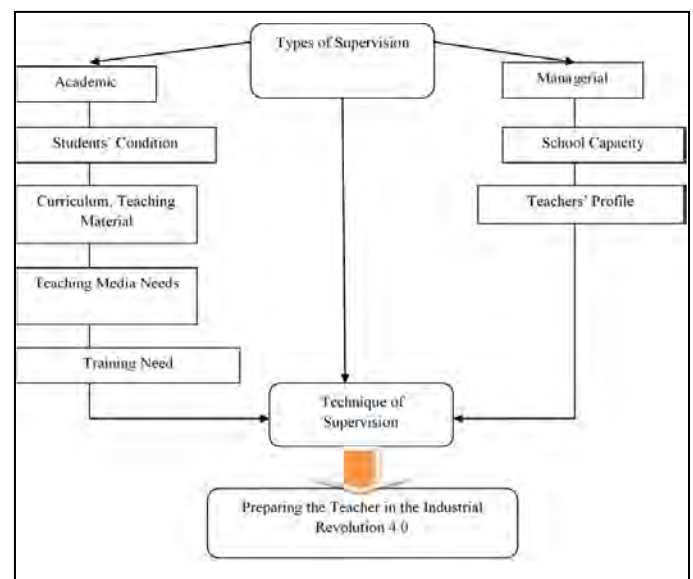 Types of Supervision
Academic
Managerial
Students' Condition
School Capacity
Curriculum, Teaching
Material
Teachers' Profile
Teaching Media Needs
Training Need
Technique of
Supervision
Preparing the Teacher in the Industrial
Revolution 4.0